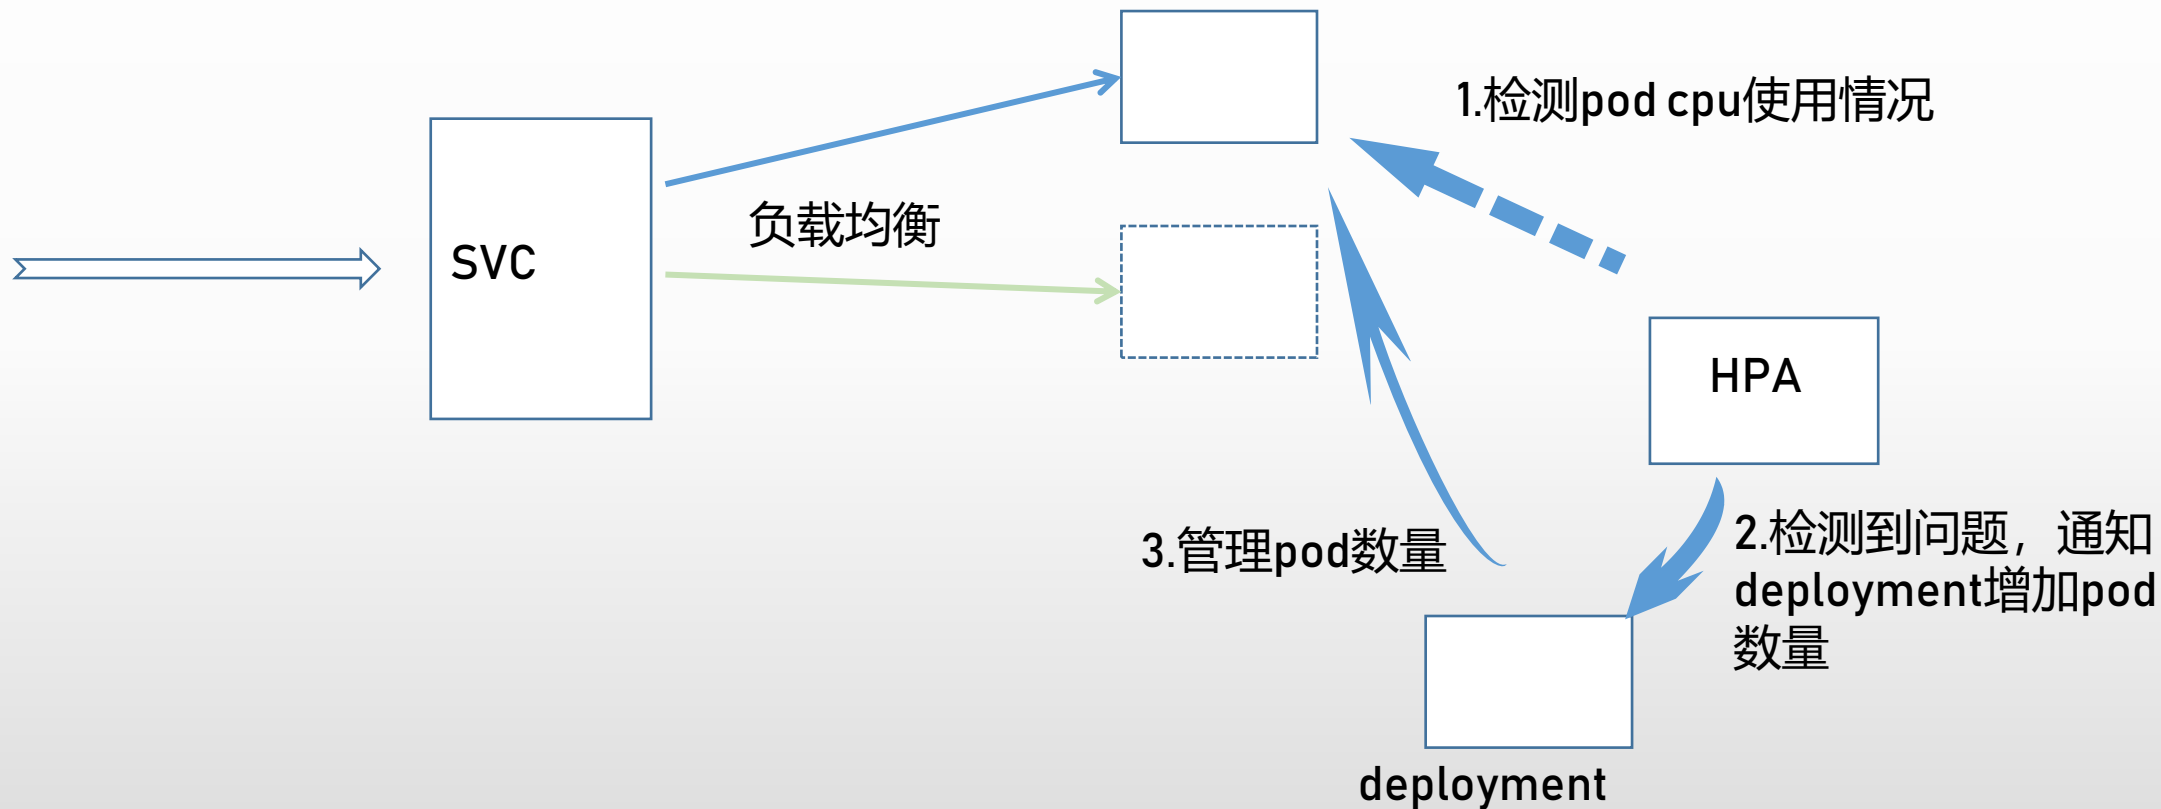 1.检测pod cpu使用情况
SVC
负载均衡
HPA
3.管理pod数量
2.检测到问题，通知
deployment增加pod
数量
deployment